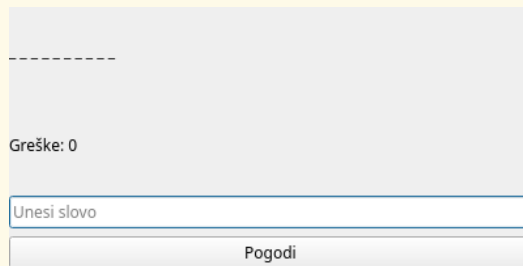 _ _ _ _ _ _ _ _ _ _
Greške: 0
Unesi slovo
Pogodi